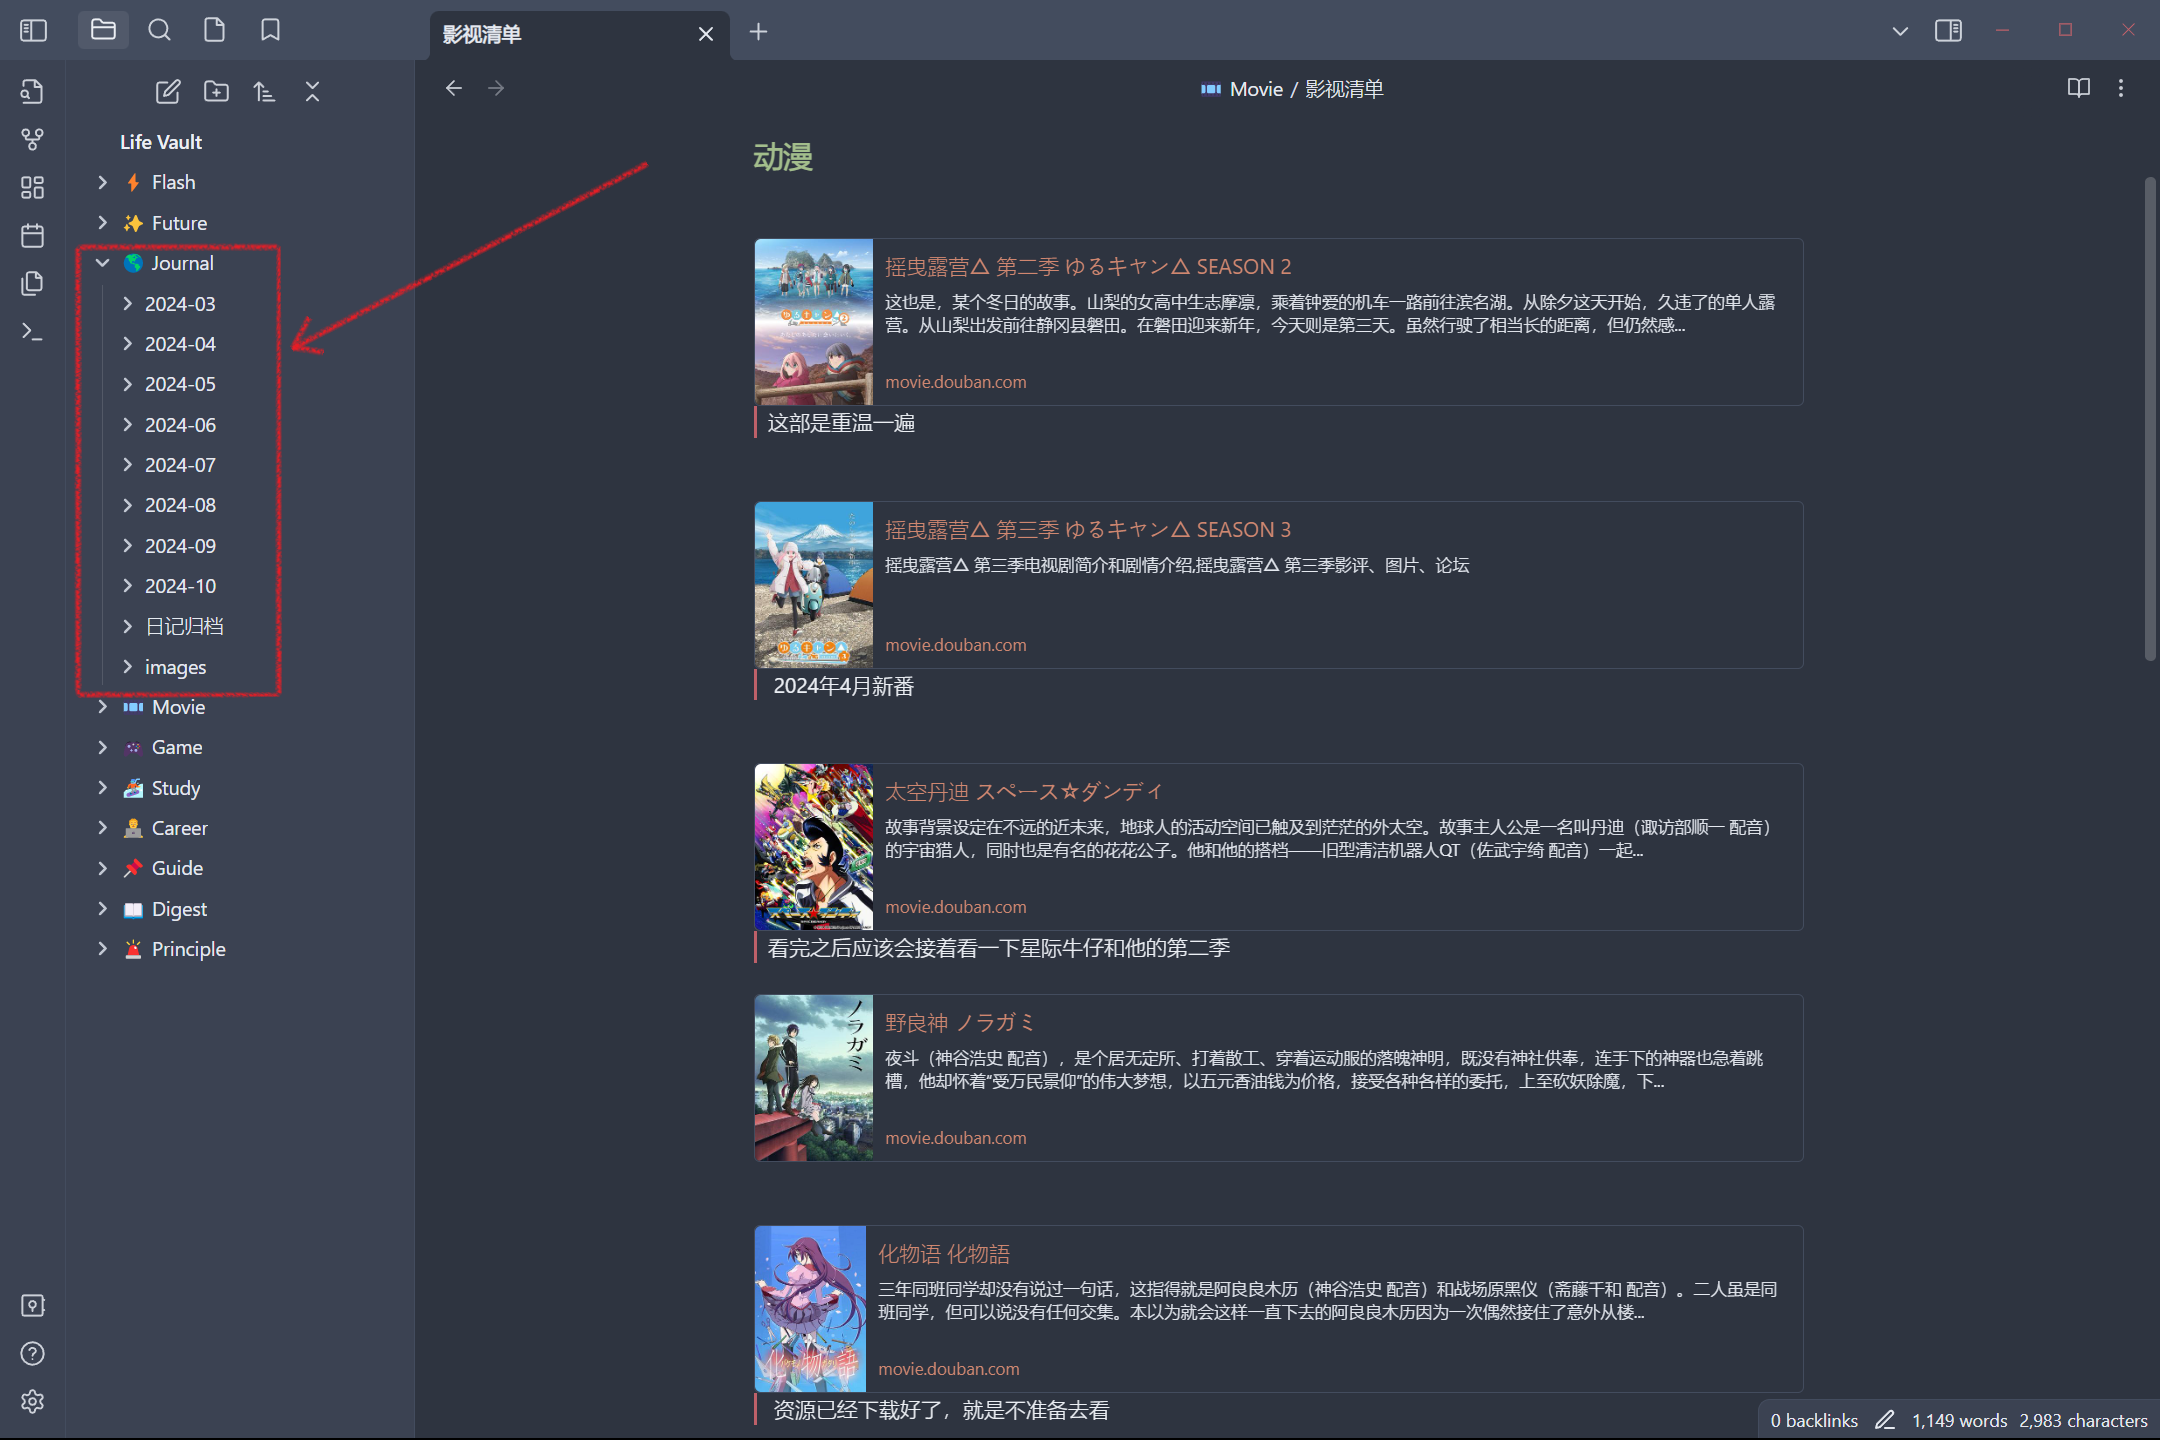 影视清单
Movie / 影视清单
Life Vault
Flash
Future
Journal
2024-03
2024-04
2024-05
2024-06
2024-07
2024-08
2024-09
2024-10
日记归档
images
Movie
Game
Study
Career
Guide
Digest
Principle
动漫
摇曳露营△ 第二季 ゆるキャン△ SEASON 2
这也是，某个冬日的故事。山梨的女高中生志摩凛，乘着钟爱的机车一路前往滨名湖。从除夕这天开始，久违了的单人露
营。从山梨出发前往静冈县磐田。在磐田迎来新年，今天则是第三天。虽然行驶了相当长的距离，但仍然感...
movie.douban.com
这部是重温一遍
摇曳露营△ 第三季 ゆるキャン△ SEASON 3
摇曳露营△ 第三季电视剧简介和剧情介绍,摇曳露营△ 第三季影评、图片、论坛
movie.douban.com
2024年4月新番
太空丹迪 スペース☆ダンディ
故事背景设定在不远的近未来，地球人的活动空间已触及到茫茫的外太空。故事主人公是一名叫丹迪（诹访部顺一 配音）
的宇宙猎人，同时也是有名的花花公子。他和他的搭档——旧型清洁机器人QT（佐武宇绮 配音）一起...
movie.douban.com
看完之后应该会接着看一下星际牛仔和他的第二季
ノラガミ
野良神 ノラガミ
夜斗（神谷浩史 配音），是个居无定所、打着散工、穿着运动服的落魄神明，既没有神社供奉，连手下的神器也急着跳
槽，他却怀着“受万民景仰”的伟大梦想，以五元香油钱为价格，接受各种各样的委托，上至砍妖除魔，下...
movie.douban.com
化物語
化物语 化物語
三年同班同学却没有说过一句话，这指得就是阿良良木历（神谷浩史 配音）和战场原黑仪（斋藤千和 配音）。二人虽是同
班同学，但可以说没有任何交集。本以为就会这样一直下去的阿良良木历因为一次偶然接住了意外从楼...
movie.douban.com
资源已经下载好了，就是不准备去看
0 backlinks 1,149 words 2,983 characters